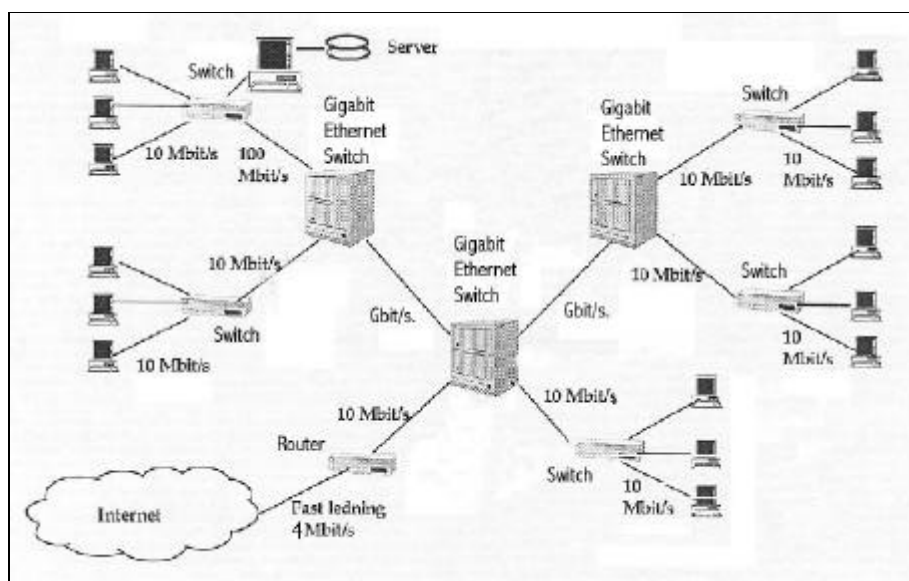 Server
Switch
Gigabit
Ethernet
Switch
10 Mbit/s
100
Mbit/s
Gigabit
Ethernet
Switch
Switch
10 Mbit/s
10
Mbit/s
10 Mbit/s
Switch
10 Mbit/s
Gigabit
Ethernet
Switch
Gbit/s.
Gbit/s.
10 Mbit/s
Switch
10
Mbit/s
10 Mbit/s
Router
Internet
Fast ledning
4 Mbit/s
10 Mbit/s
Switch
10
Mbit/s